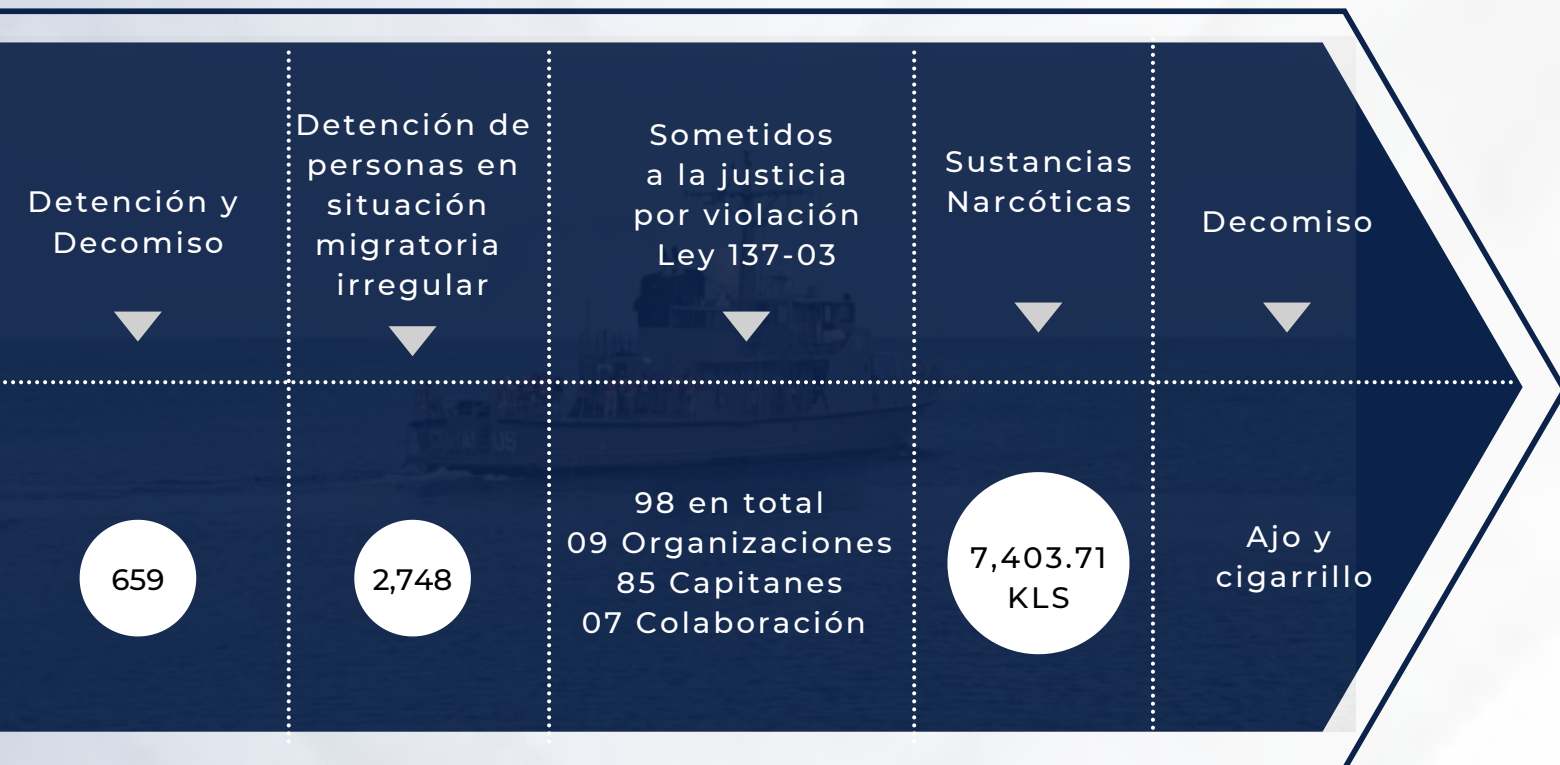 Detención y
Decomiso
659
Detención de
personas en
situación
migratoria
irregular
2,748
Sometidos
a la justicia
por violación
Ley 137-03
98 en total
09 Organizaciones
85 Capitanes
07 Colaboración
Sustancias
Narcóticas
7,403.71
KLS
Decomiso
Ajo y
cigarrillo